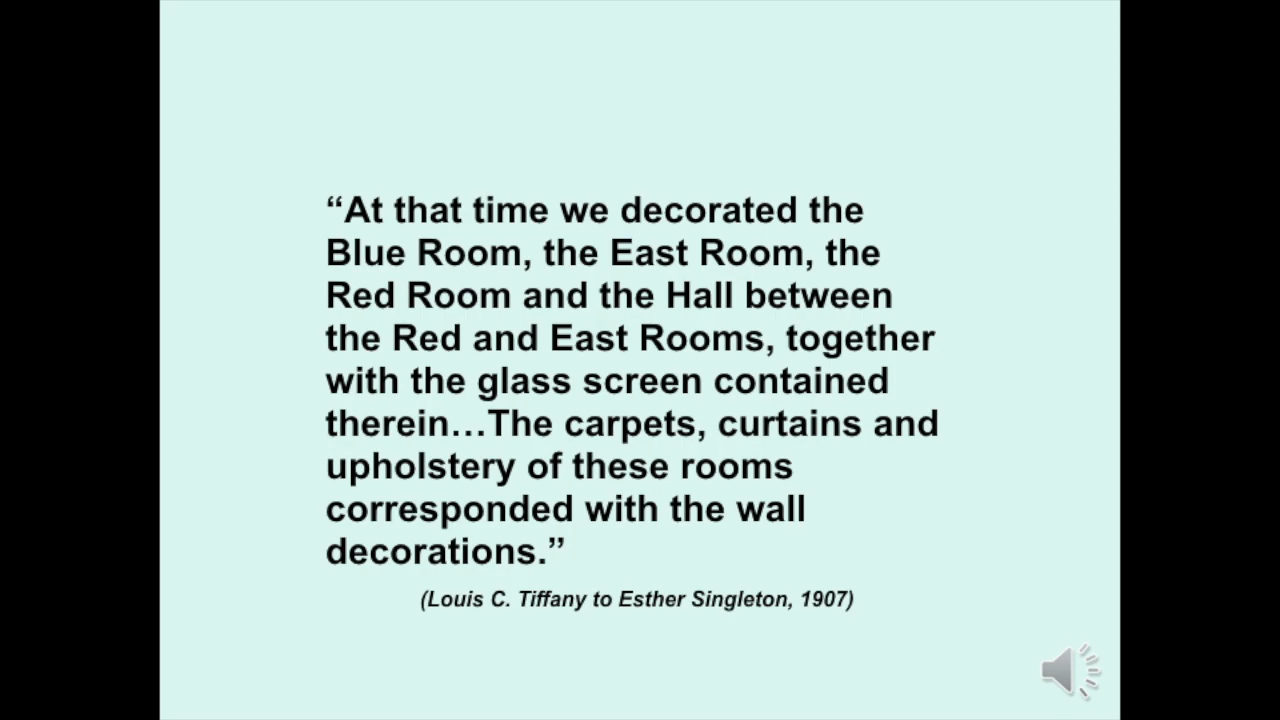 “At that time we decorated the
Blue Room, the East Room, the
Red Room and the Hall between
the Red and East Rooms, together
with the glass screen contained
therein…The carpets, curtains and
upholstery of these rooms
corresponded with the wall
decorations.”
(Louis C. Tiffany to Esther Singleton, 1907)